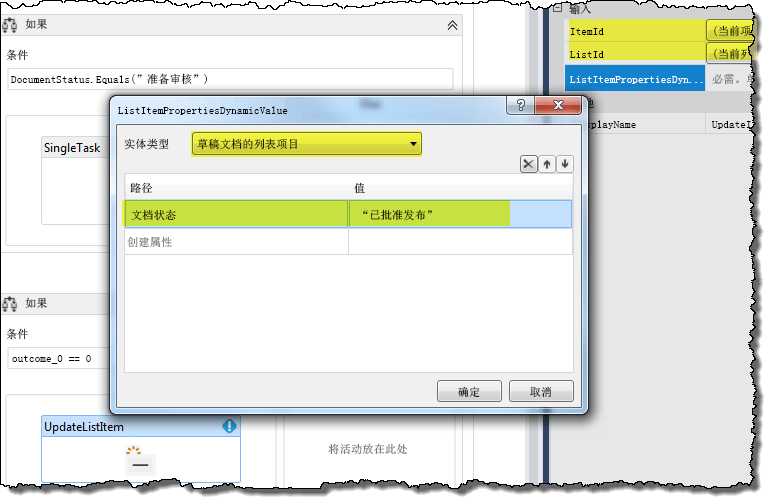 如果
条件
DocumentStatus.Equals(”准备审核”)
SingleTask
如果
条件
outcome_0 == 0
UpdateListItem
将活动放在此处
输入
ItemId
(当前项
ListId
(当前列
ListItemPropertiesDyn...
必需。单
isplayName
UpdateI
ListItemPropertiesDynamicValue
实体类型
草稿文档的列表项目
路径
值
文档状态
“已批准发布”
创建属性
确定
取消